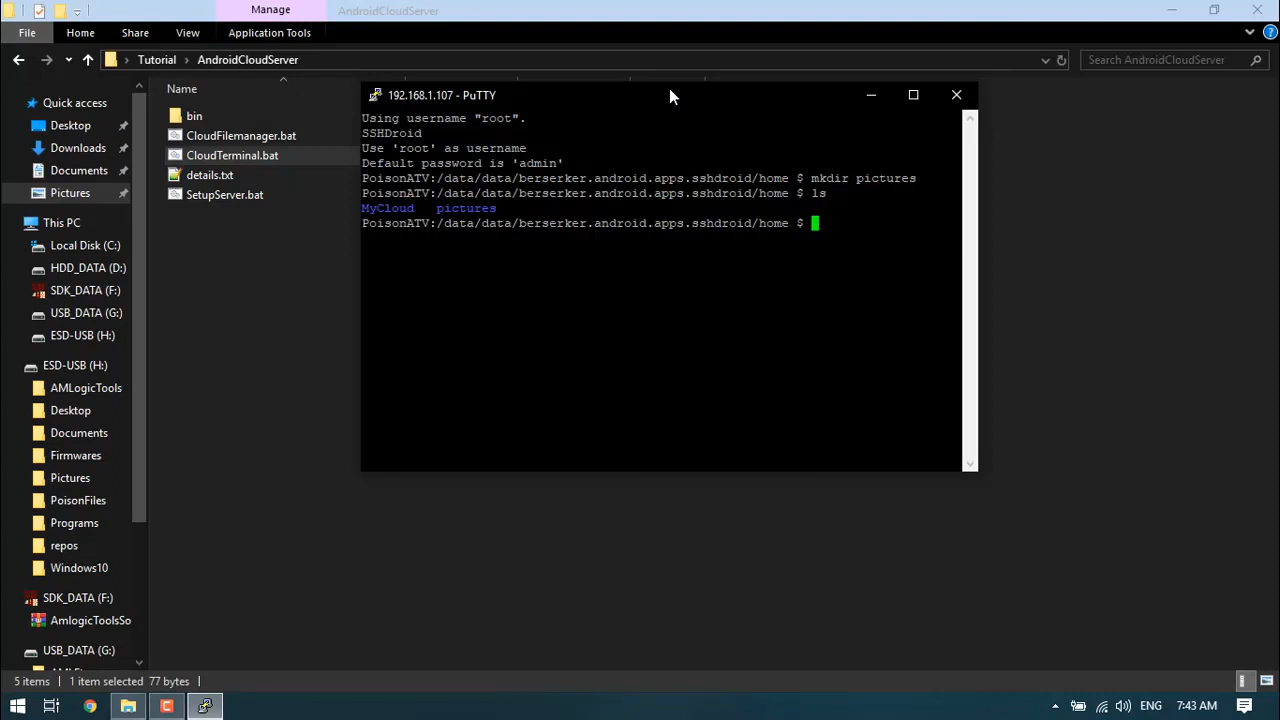 Manage
AndroidCloudServer
File
Home
Share
View
Application Tools
Tutorial
AndroidCloudServer
Search AndroidCloudServer
Name
Quick access
Desktop
Downloads
Documents
Pictures
This PC
Local Disk (C:)
HDD_DATA (D:)
SDK_DATA (F:)
USB_DATA (G:)
ESD-USB (H:)
ESD-USB (H:)
AMLogicTools
Desktop
Documents
Firmwares
Pictures
PoisonFiles
Programs
repos
Windows10
SDK_DATA (F:)
AmlogicToolsSo
USB_DATA (G:)
bin
CloudFilemanager.bat
CloudTerminal.bat
details.txt
SetupServer.bat
192.168.1.107 - PuTTY
Using username "root".
SSHDroid
Use 'root' as username
Default password is 'admin'
PoisonATV:/data/data/berserker.android.apps.sshdroid/home $ mkdir pictures
PoisonATV:/data/data/berserker.android.apps.sshdroid/home $ ls
MyCloud pictures
PoisonATV:/data/data/berserker.android.apps.sshdroid/home $
5 items
1 item selected 77 bytes
ENG
7:43 AM